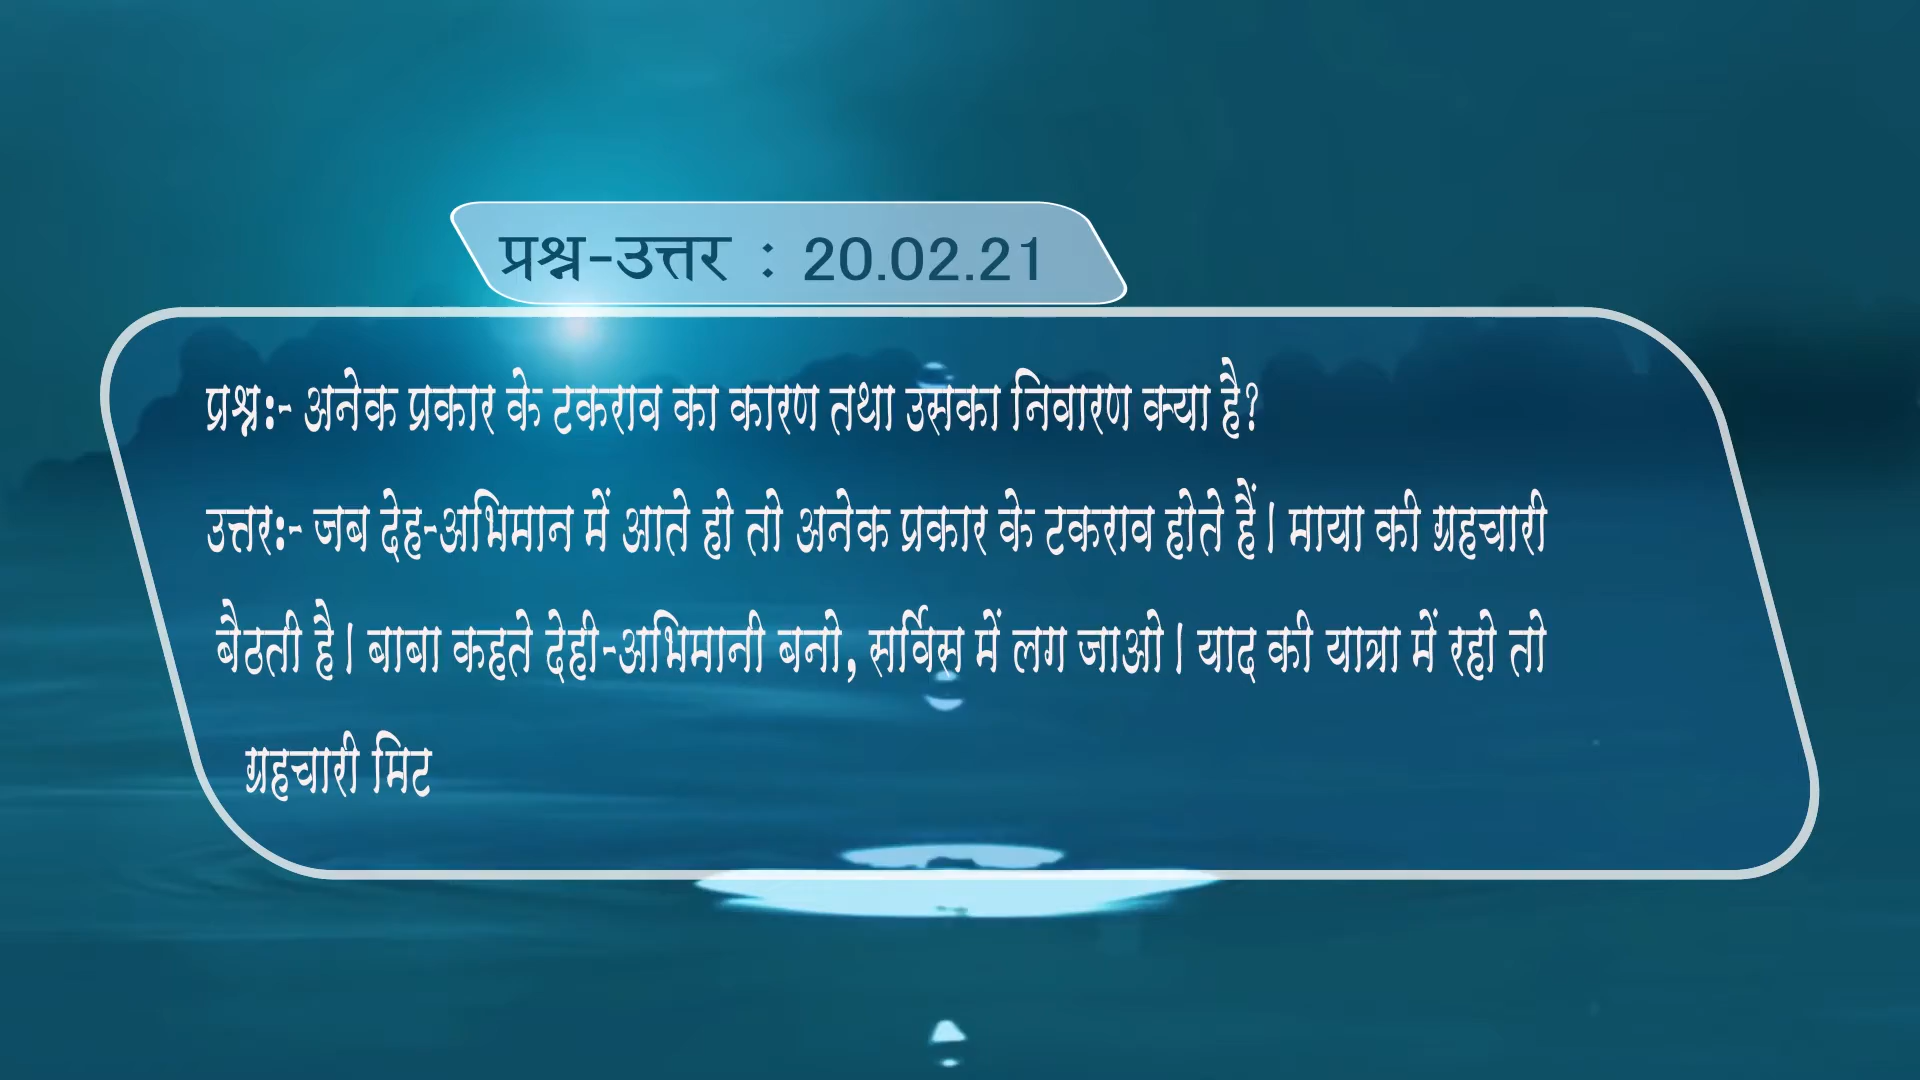 प्रश्न-उत्तर : 20.02.21
प्रश्न:- अनेक प्रकार के टकराव का कारण तथा उसका निवारण क्या है?
उत्तर:- जब देह-अभिमान में आते हो तो अनेक प्रकार के टकराव होते हैं। माया की ग्रहचारी
बैठती है। बाबा कहते देही-अभिमानी बनो, सर्विस में लग जाओ। याद की यात्रा में रहो तो
ग्रहचारी मिट